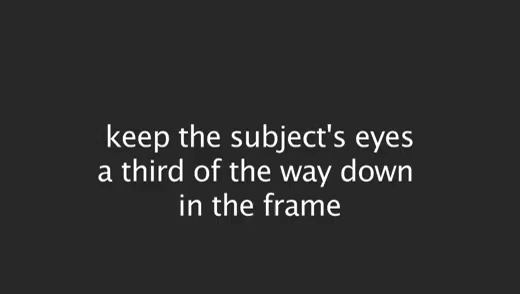 keep the subject's eyes
a third of the way down
in the frame